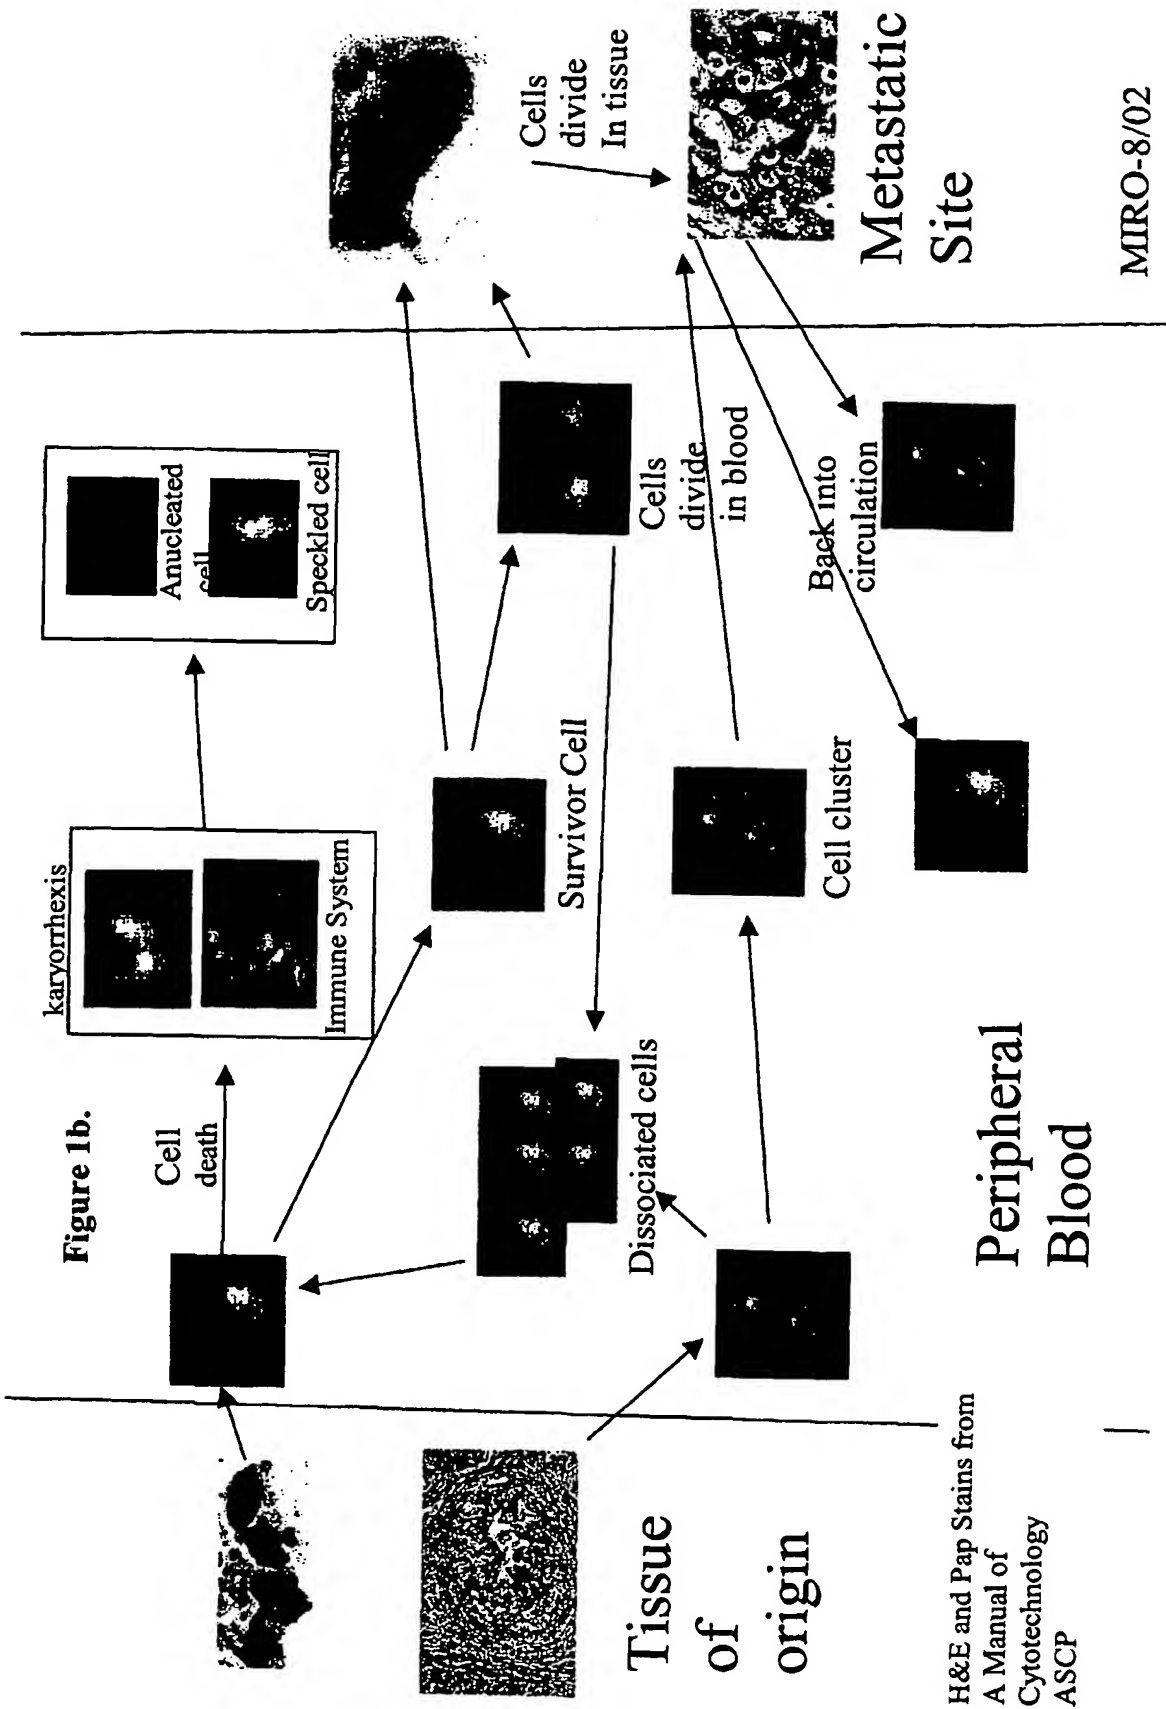 Figure 1b.
Cell
death
karyorrhexis
Immune System
Anucleated
cell
Speckled cell
Survivor Cell
Cells
divide
in blood
Cells
divide
In tissue
Dissociated cells
Cell cluster
Back into
circulation
Tissue
of
origin
Peripheral
Blood
Metastatic
Site
H&E and Pap Stains from
A Manual of
Cytotechnology
ASCP
MIRO-8/02